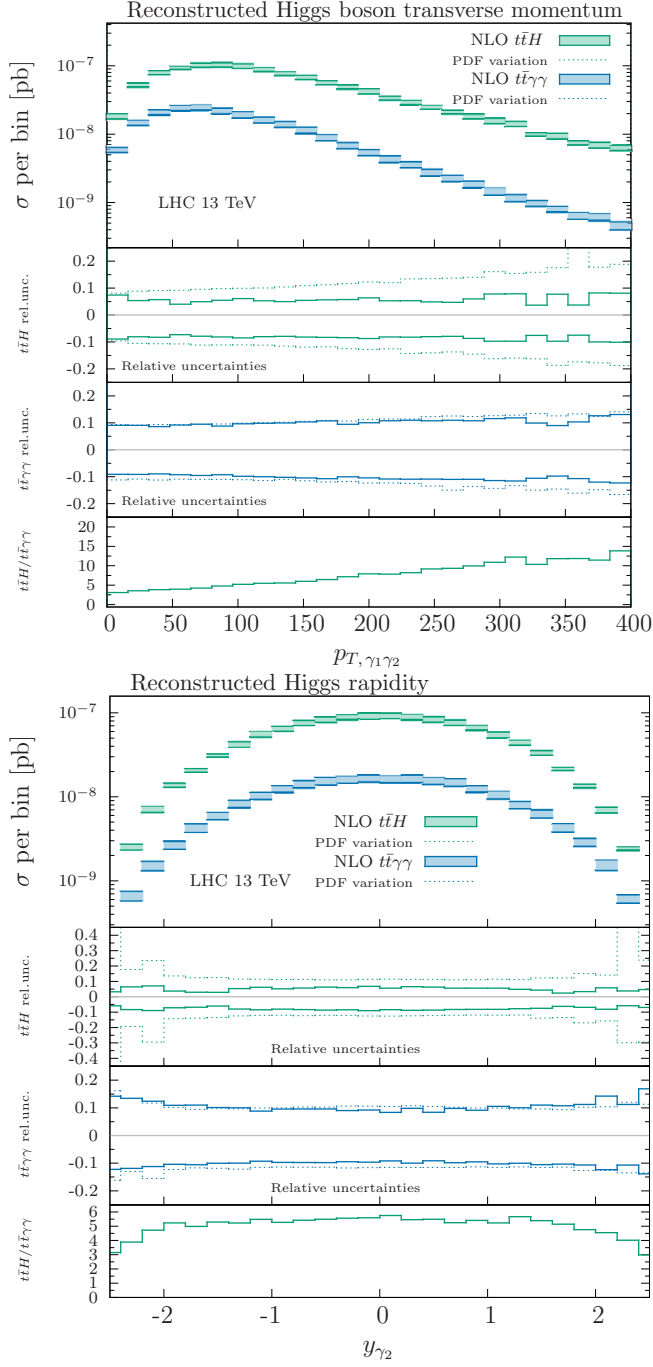 Reconstructed Higgs boson transverse momentum
σ per bin [pb]
10⁻⁷
10⁻⁸
10⁻⁹
NLO tt̄H
PDF variation
NLO tt̄γγ
PDF variation
LHC 13 TeV
tt̄H rel.unc.
0.2
0.1
0
-0.1
-0.2
Relative uncertainties
tt̄γγ rel.unc.
0.2
0.1
0
-0.1
-0.2
Relative uncertainties
tt̄H/tt̄γγ
25
20
15
10
5
0
0 50 100 150 200 250 300 350 400
p_{T,γ₁γ₂}
Reconstructed Higgs rapidity
σ per bin [pb]
10⁻⁷
10⁻⁸
10⁻⁹
NLO tt̄H
PDF variation
NLO tt̄γγ
PDF variation
LHC 13 TeV
tt̄H rel.unc.
0.4
0.3
0.2
0.1
0
-0.1
-0.2
-0.3
-0.4
Relative uncertainties
tt̄γγ rel.unc.
0.2
0.1
0
-0.1
-0.2
Relative uncertainties
tt̄H/tt̄γγ
6
5
4
3
2
1
0
-2 -1 0 1 2
y_{γ₂}